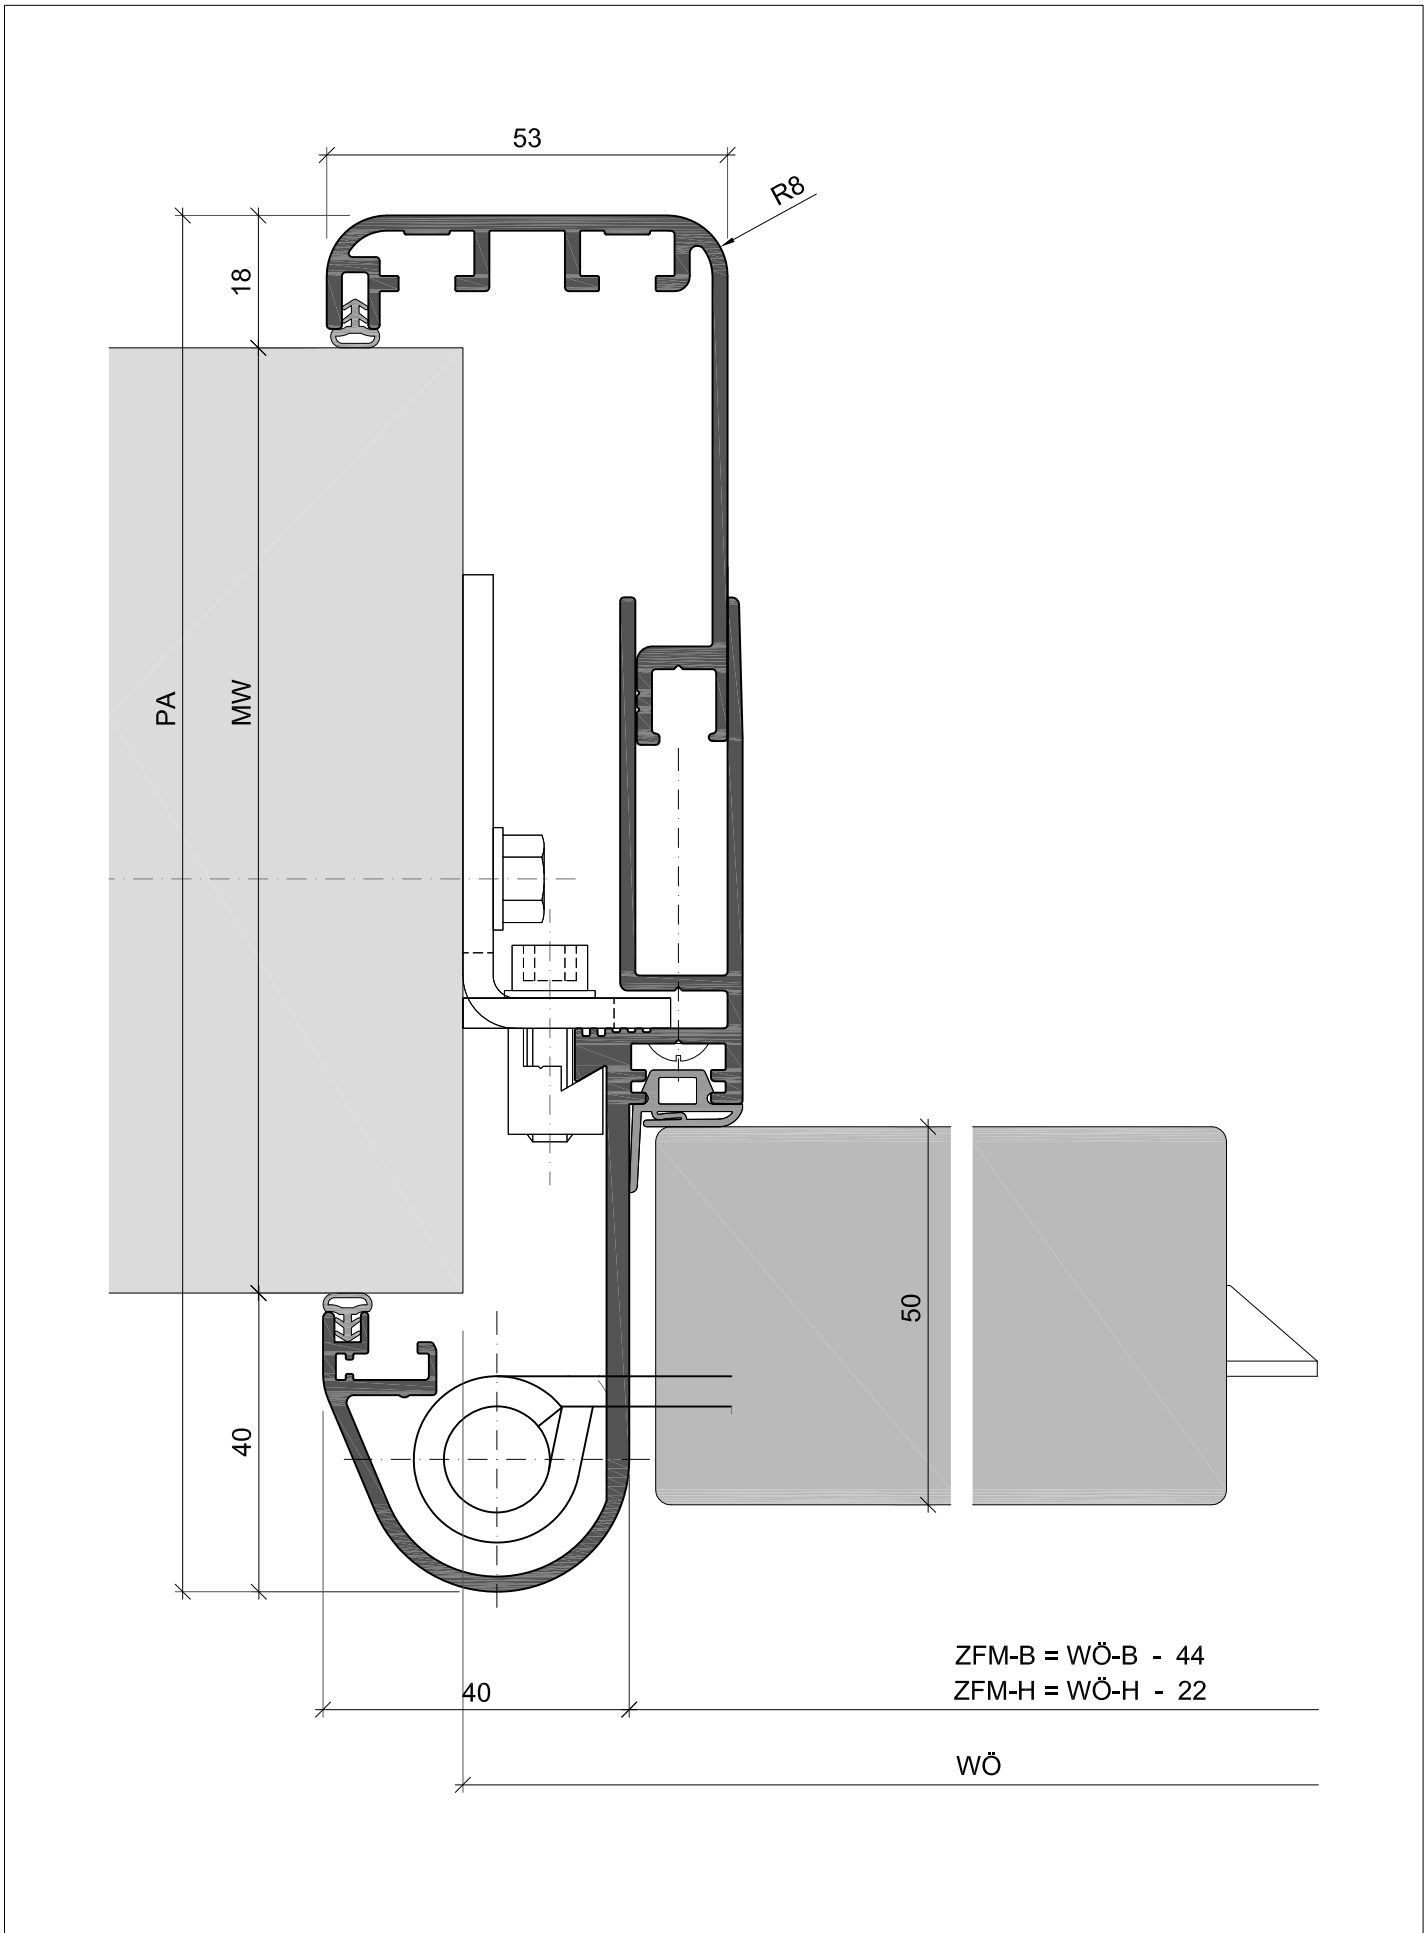 53
R8
18
PA
MW
50
40
ZFM-B = WÖ-B - 44
ZFM-H = WÖ-H - 22
40
WÖ